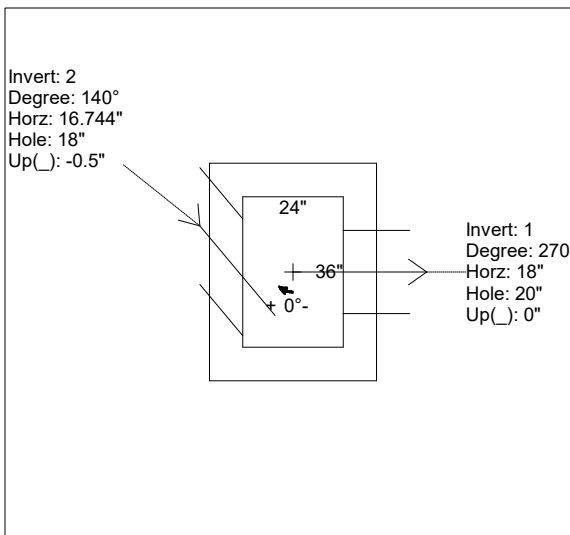 Invert: 2
Degree: 140°
Horz: 16.744"
Hole: 18"
Up(_): -0.5"
24"
36"
0°-
Invert: 1
Degree: 270
Horz: 18"
Hole: 20"
Up(_): 0"